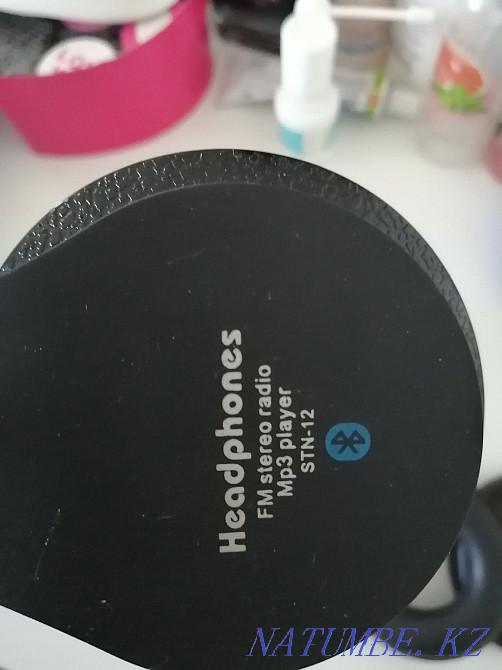 Headphones
FM stereo radio
Mp3 player
STN-12
NATUMBE.KZ